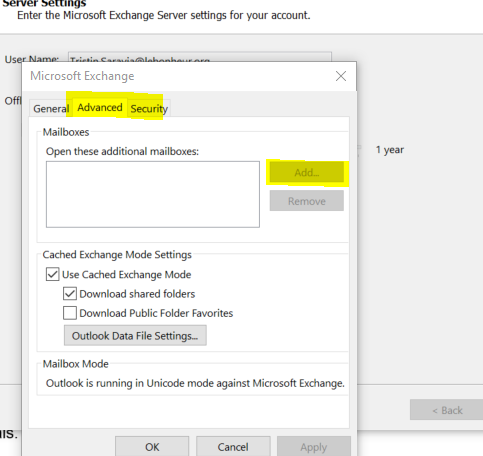 Server Settings
Enter the Microsoft Exchange Server settings for your account.
User Name: Tristin.Saravia@lebonheur.org
Microsoft Exchange
Offl
General Advanced Security
Mailboxes
Open these additional mailboxes:
1 year
Add...
Remove
Cached Exchange Mode Settings
Use Cached Exchange Mode
Download shared folders
Download Public Folder Favorites
Outlook Data File Settings...
Mailbox Mode
Outlook is running in Unicode mode against Microsoft Exchange.
< Back
is.
OK Cancel Apply